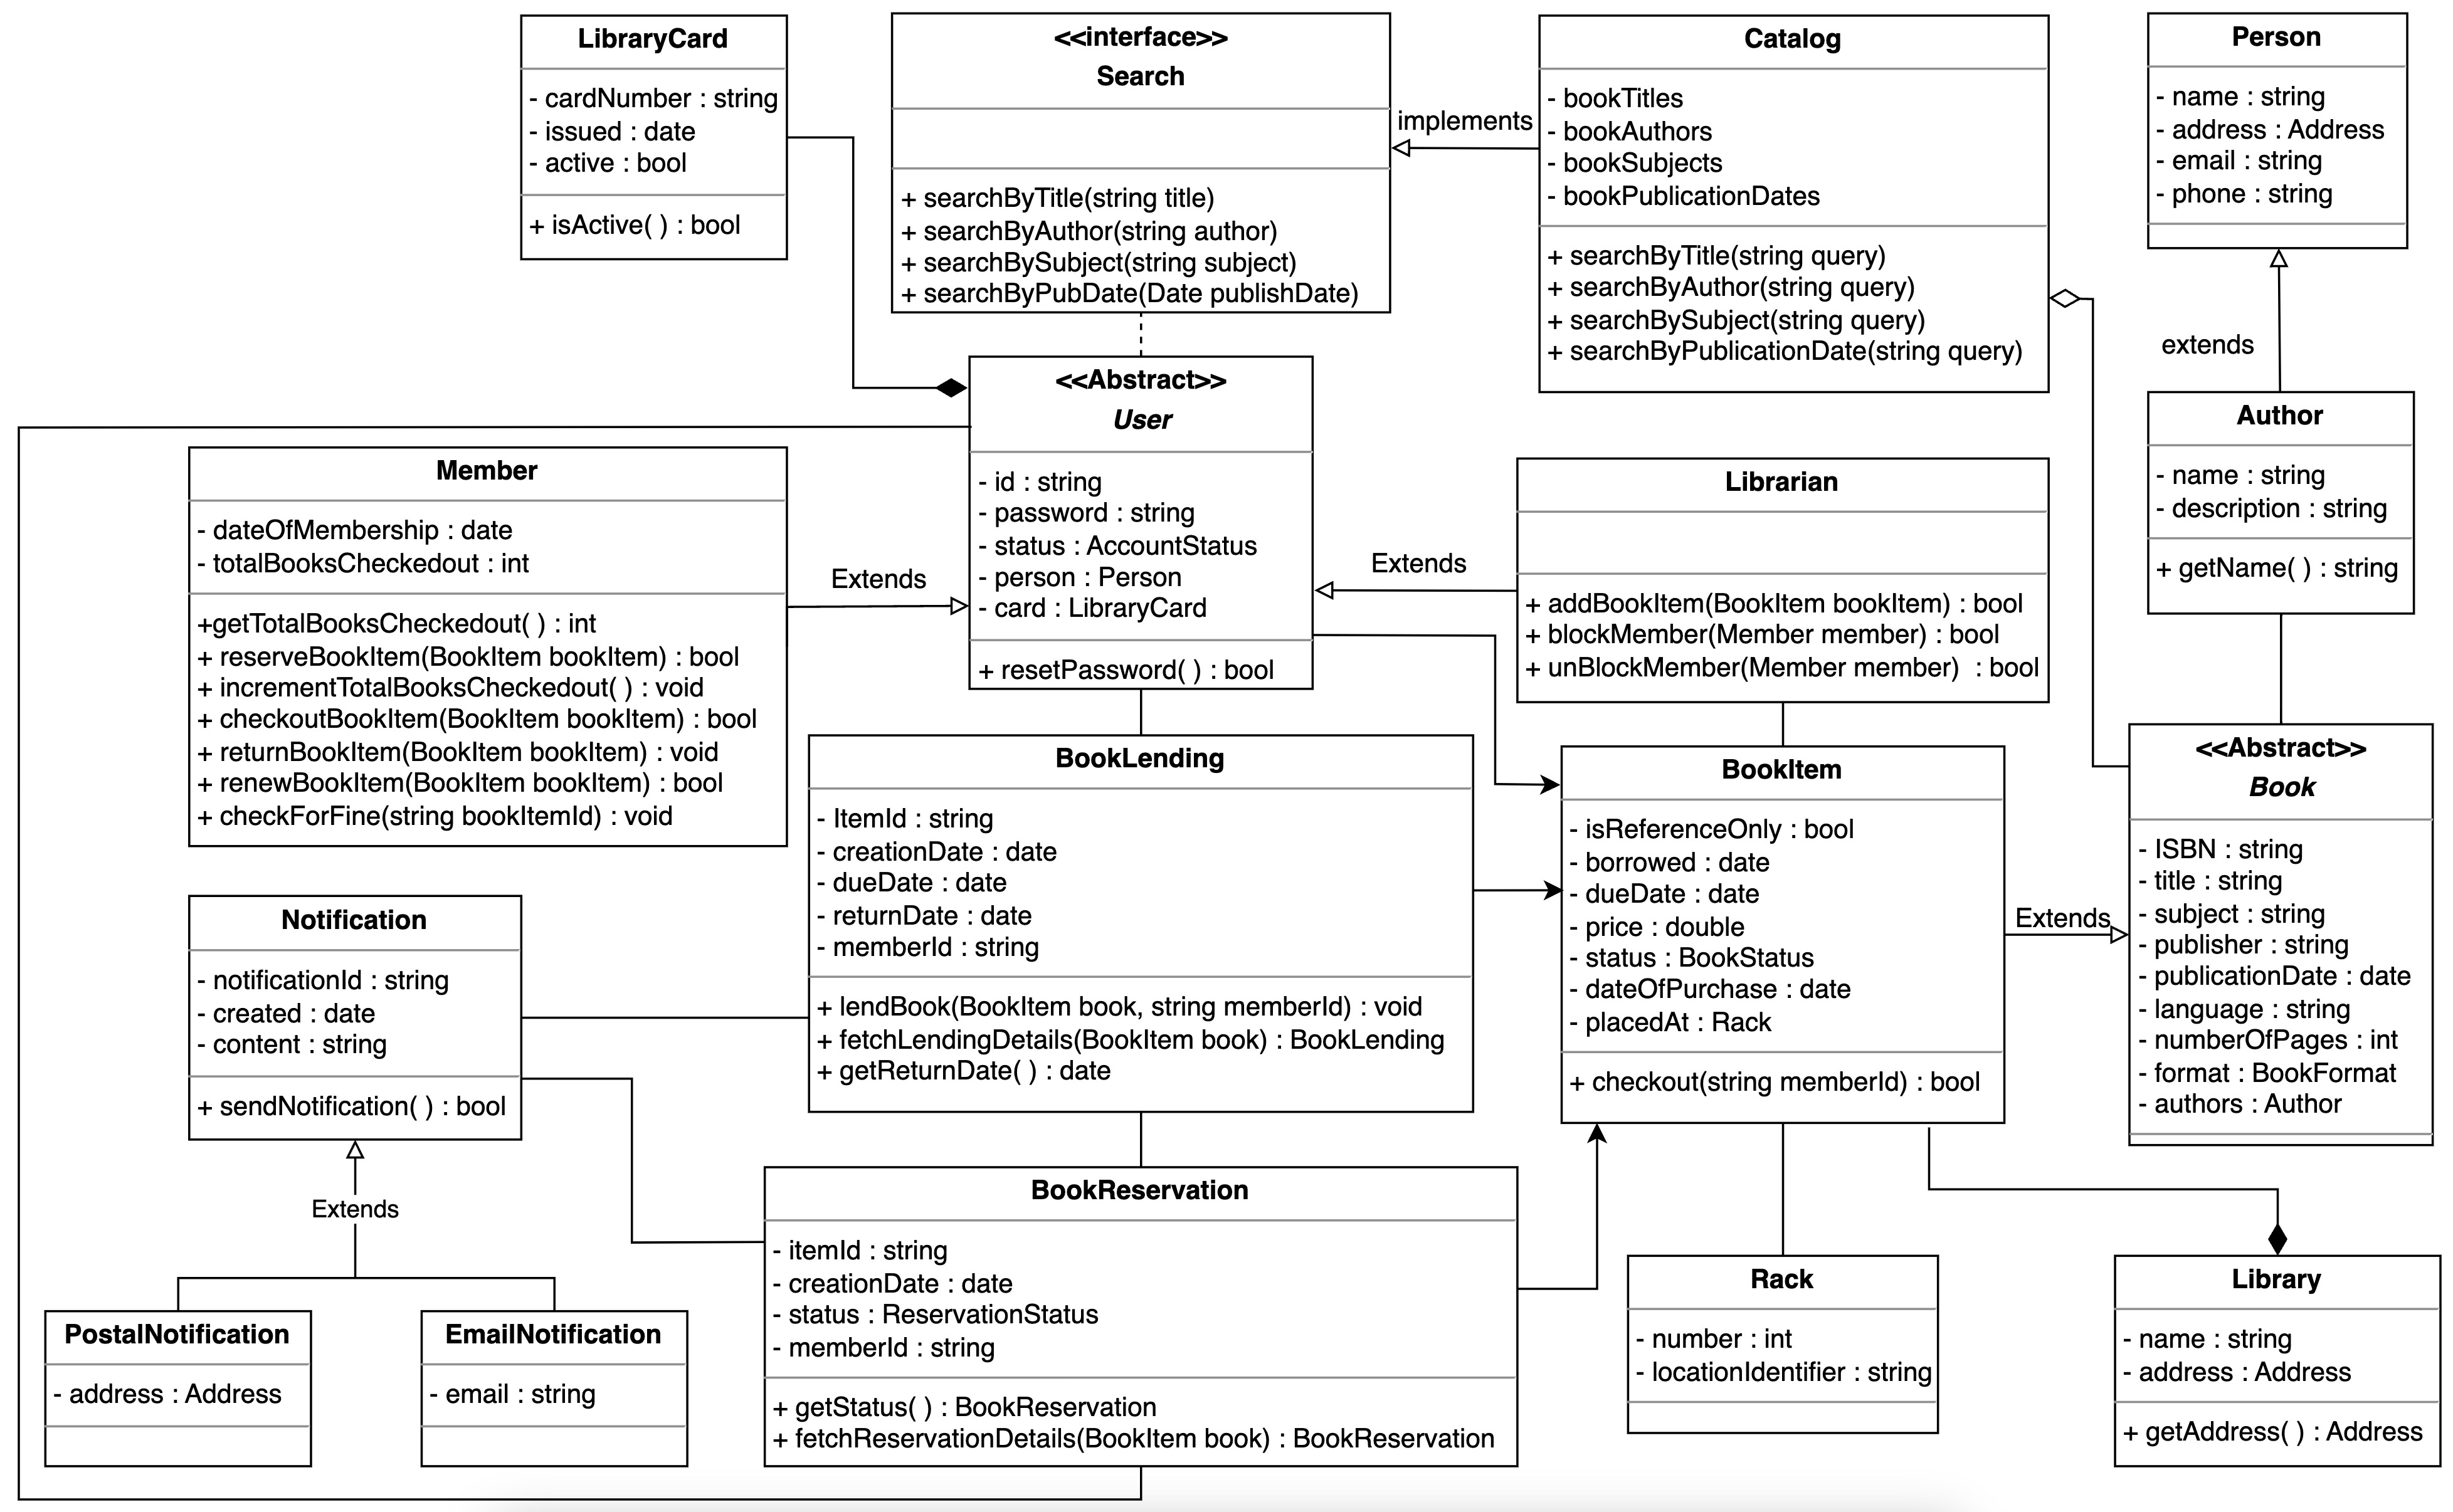 LibraryCard
- cardNumber : string
- issued : date
- active : bool
+ isActive( ) : bool
<<interface>>
Search
+ searchByTitle(string title)
+ searchByAuthor(string author)
+ searchBySubject(string subject)
+ searchByPubDate(Date publishDate)
implements
Catalog
- bookTitles
- bookAuthors
- bookSubjects
- bookPublicationDates
+ searchByTitle(string query)
+ searchByAuthor(string query)
+ searchBySubject(string query)
+ searchByPublicationDate(string query)
Person
- name : string
- address : Address
- email : string
- phone : string
extends
Author
- name : string
- description : string
+ getName( ) : string
<<Abstract>>
User
- id : string
- password : string
- status : AccountStatus
- person : Person
- card : LibraryCard
+ resetPassword( ) : bool
Member
- dateOfMembership : date
- totalBooksCheckedout : int
+getTotalBooksCheckedout( ) : int
+ reserveBookItem(BookItem bookItem) : bool
+ incrementTotalBooksCheckedout( ) : void
+ checkoutBookItem(BookItem bookItem) : bool
+ returnBookItem(BookItem bookItem) : void
+ renewBookItem(BookItem bookItem) : bool
+ checkForFine(string bookItemId) : void
Extends
Extends
Librarian
+ addBookItem(BookItem bookItem) : bool
+ blockMember(Member member) : bool
+ unBlockMember(Member member)  : bool
BookLending
- ItemId : string
- creationDate : date
- dueDate : date
- returnDate : date
- memberId : string
+ lendBook(BookItem book, string memberId) : void
+ fetchLendingDetails(BookItem book) : BookLending
+ getReturnDate( ) : date
BookItem
- isReferenceOnly : bool
- borrowed : date
- dueDate : date
- price : double
- status : BookStatus
- dateOfPurchase : date
- placedAt : Rack
+ checkout(string memberId) : bool
Extends
<<Abstract>>
Book
- ISBN : string
- title : string
- subject : string
- publisher : string
- publicationDate : date
- language : string
- numberOfPages : int
- format : BookFormat
- authors : Author
Notification
- notificationId : string
- created : date
- content : string
+ sendNotification( ) : bool
Extends
PostalNotification
- address : Address
EmailNotification
- email : string
BookReservation
- itemId : string
- creationDate : date
- status : ReservationStatus
- memberId : string
+ getStatus( ) : BookReservation
+ fetchReservationDetails(BookItem book) : BookReservation
Rack
- number : int
- locationIdentifier : string
Library
- name : string
- address : Address
+ getAddress( ) : Address